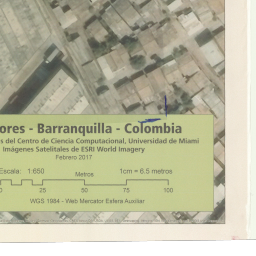 ores - Barranquilla - Colombia
s del Centro de Ciencia Computacional, Universidad de Miami
Imágenes Satelitales de ESRI World Imagery
Febrero 2017
Escala: 1:650 Metros 1cm = 6.5 metros
0 25 50 75 100
WGS 1984 - Web Mercator Esfera Auxiliar